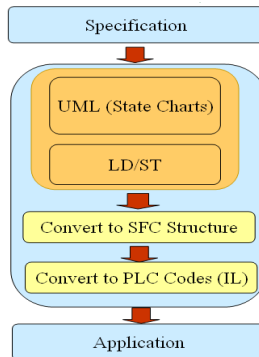 Specification
UML (State Charts)
LD/ST
Convert to SFC Structure
Convert to PLC Codes (IL)
Application